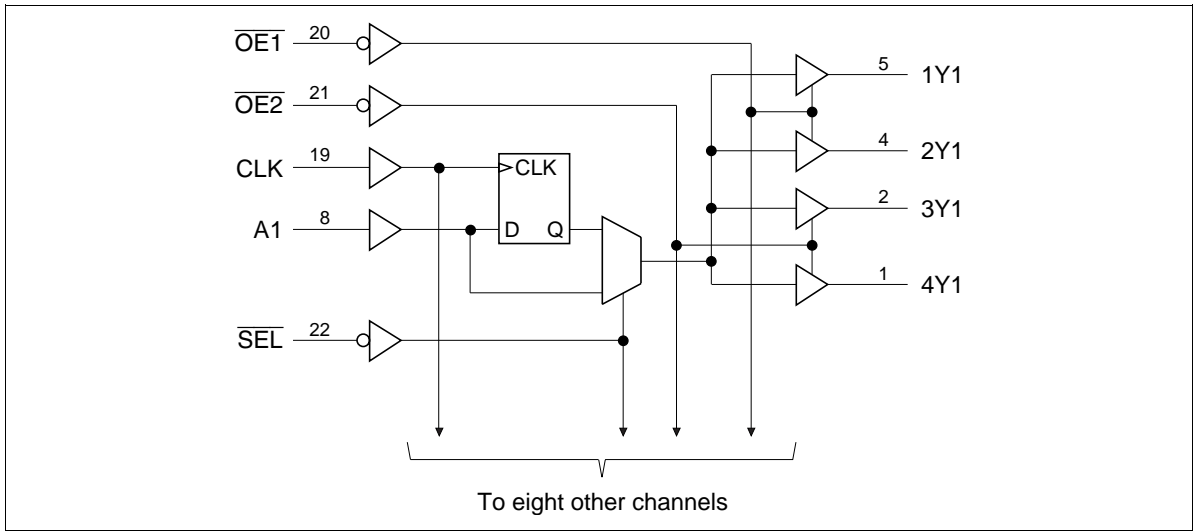 OE1 20
OE2 21
CLK 19
A1 8
SEL 22
CLK
D Q
5 1Y1
4 2Y1
2 3Y1
1 4Y1
To eight other channels